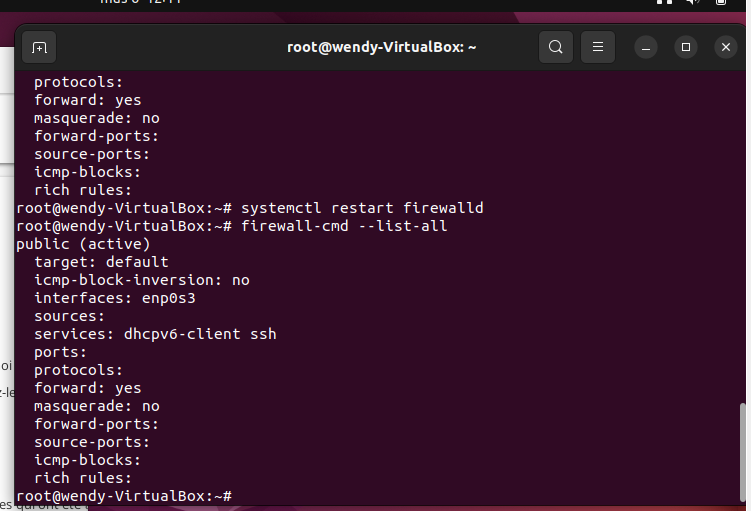 root@wendy-VirtualBox: ~
protocols:
forward: yes
masquerade: no
forward-ports:
source-ports:
icmp-blocks:
rich rules:
root@wendy-VirtualBox:~# systemctl restart firewalld
root@wendy-VirtualBox:~# firewall-cmd --list-all
public (active)
target: default
icmp-block-inversion: no
interfaces: enp0s3
sources:
services: dhcpv6-client ssh
ports:
protocols:
forward: yes
masquerade: no
forward-ports:
source-ports:
icmp-blocks:
rich rules:
root@wendy-VirtualBox:~#